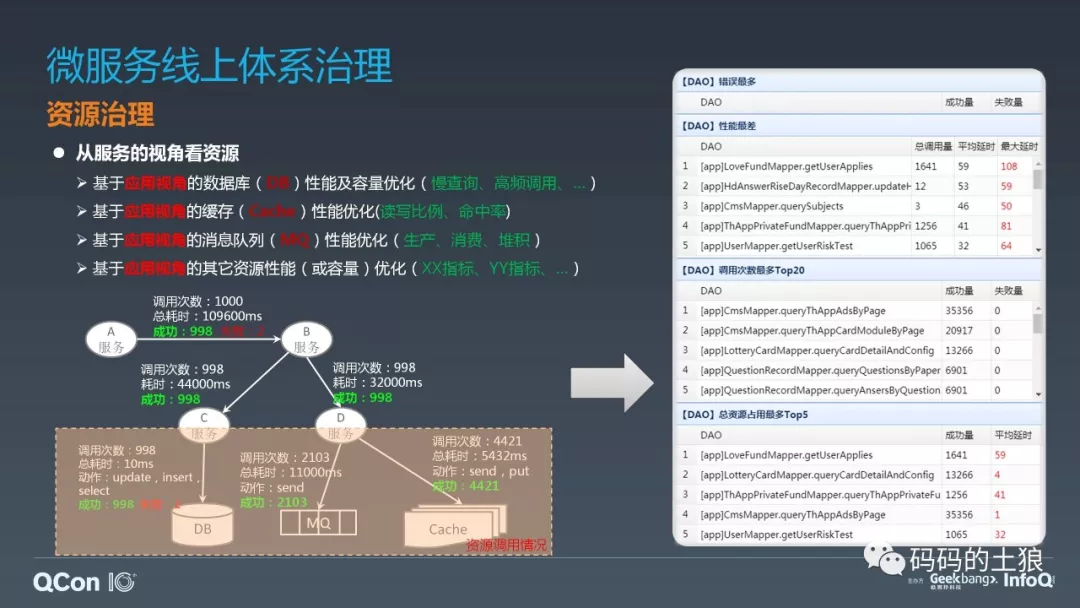 微服务线上体系治理
资源治理
● 从服务的视角看资源
➢ 基于应用视角的数据库（DB）性能及容量优化（慢查询、高频调用、...）
➢ 基于应用视角的缓存（Cache）性能优化(读写比例、命中率)
➢ 基于应用视角的消息队列（MQ）性能优化（生产、消费、堆积）
➢ 基于应用视角的其它资源性能（或容量）优化（XX指标、YY指标、...）
调用次数：1000
总耗时：109600ms
成功：998
A
服务
B
服务
调用次数：998
耗时：44000ms
成功：998
调用次数：998
耗时：32000ms
成功：998
C
服务
D
服务
调用次数：998
总耗时：10ms
动作：update，insert，
select
成功：998
调用次数：2103
总耗时：11000ms
动作：send
成功：2103
调用次数：4421
总耗时：5432ms
动作：send，put
成功：4421
DB
MQ
Cache
资源调用情况
【DAO】错误最多
DAO 成功量 失败量
【DAO】性能最差
DAO 总调用量 平均延时 最大延时
1 [app]LoveFundMapper.getUserApplies 1641 59 108
2 [app]HdAnswerRiseDayRecordMapper.updateH 12 53 59
3 [app]CmsMapper.querySubjects 3 46 50
4 [app]ThAppPrivateFundMapper.queryThAppPri 1256 41 81
5 [app]UserMapper.getUserRiskTest 1065 32 64
【DAO】调用次数最多Top20
DAO 成功量 失败量
1 [app]CmsMapper.queryThAppAdsByPage 35356 0
2 [app]CmsMapper.queryThAppCardModuleByPage 20917 0
3 [app]LotteryCardMapper.queryCardDetailAndConfig 13266 0
4 [app]QuestionRecordMapper.queryQuestionsByPaper 6901 0
5 [app]QuestionRecordMapper.queryAnsersByQuestion 6901 0
【DAO】总资源占用最多Top5
DAO 成功量 平均延时
1 [app]LoveFundMapper.getUserApplies 1641 59
2 [app]LotteryCardMapper.queryCardDetailAndConfig 13266 4
3 [app]ThAppPrivateFundMapper.queryThAppPrivateFu 1256 41
4 [app]CmsMapper.queryThAppAdsByPage 35356 1
5 [app]UserMapper.getUserRiskTest 1065 32
码码的土狼
QCon 10+
主办方 Geekbang>. InfoQ
极客邦科技